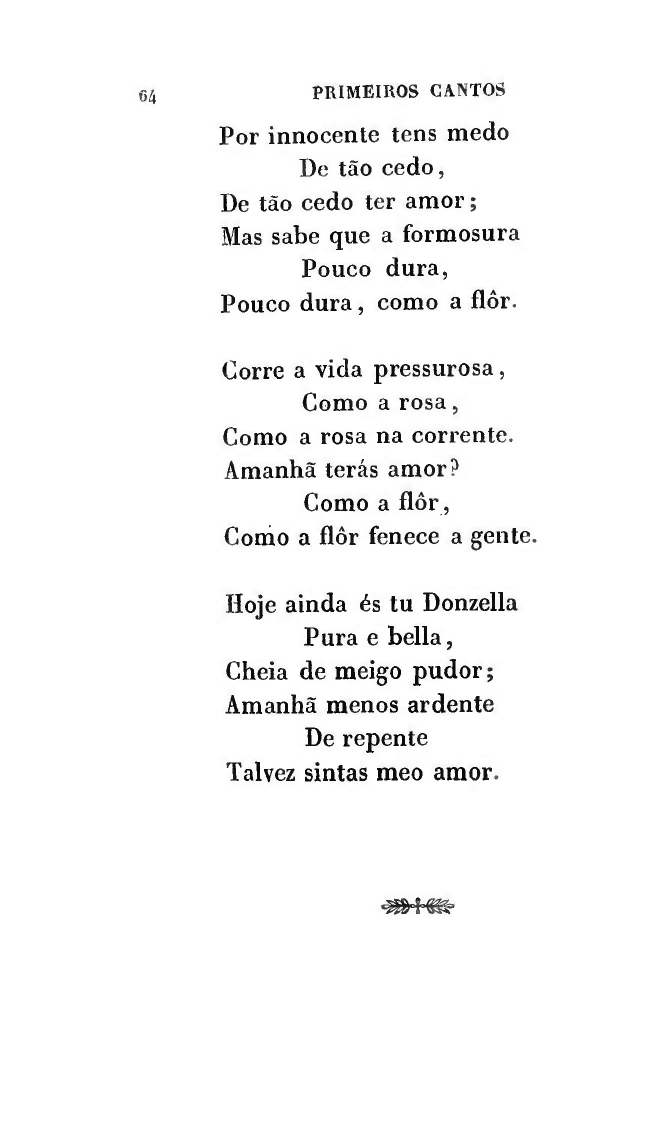 64 PRIMEIROS CANTOS
Por innocente tens medo
De tão cedo,
De tão cedo ter amor;
Mas sabe que a formosura
Pouco dura,
Pouco dura, como a flôr.
Corre a vida pressurosa,
Como a rosa,
Como a rosa na corrente.
Amanhã terás amor?
Como a flôr,
Como a flôr fenece a gente.
Hoje ainda és tu Donzella
Pura e bella,
Cheia de meigo pudor;
Amanhã menos ardente
De repente
Talvez sintas meo amor.